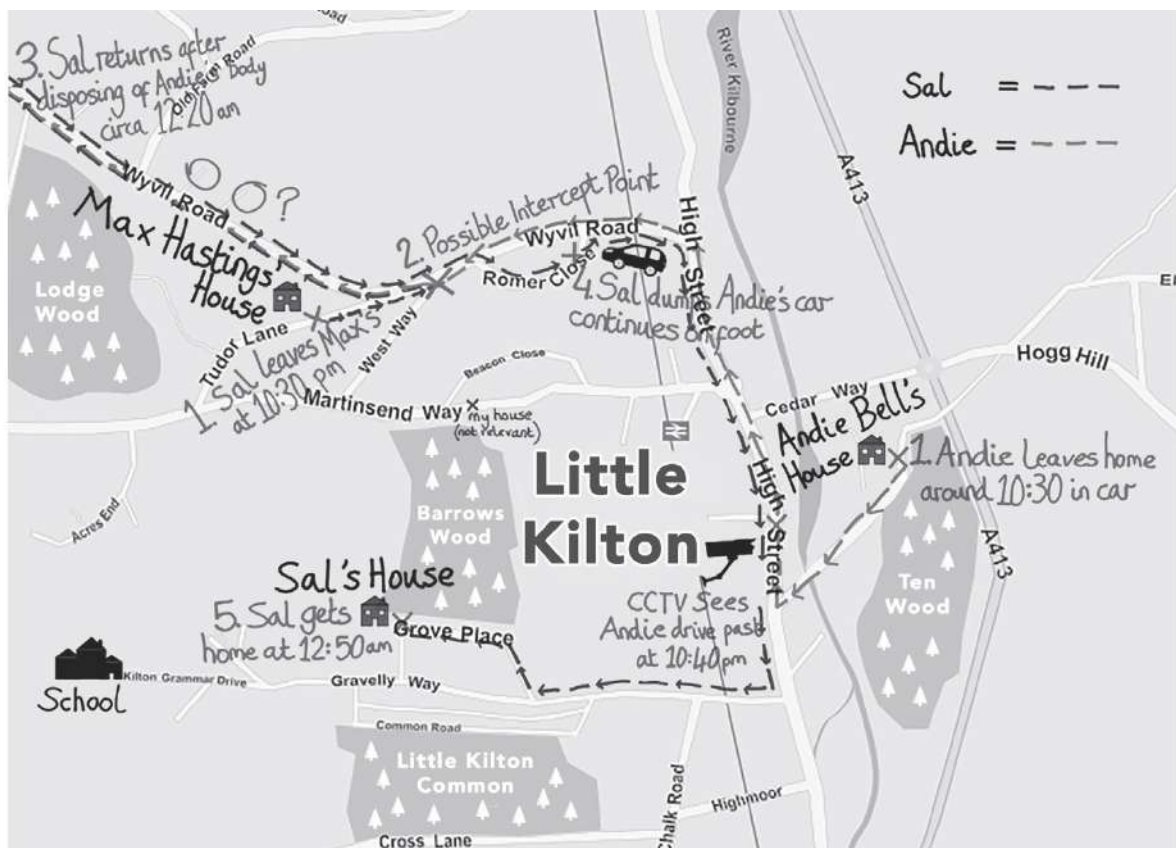 Road
3. Sal returns after
disposing of Andie's body
circa 12:20 am
Old Farm Road
River Kilbourne
Sal = - - - -
Andie = - - - -
A413
Wyvil Road
OO?
Max Hastings'
House
2. Possible Intercept Point
Wyvil Road
High Street
Romer Close
4. Sal dumps Andie's car
continues on foot
Lodge
Wood
Tudor Lane
1. Sal leaves Max's
at 10:30 pm
West Way
Beacon Close
Martinsend Way
my house
(not relevant)
Hogg Hill
Cedar Way
Andie Bell's
House
1. Andie leaves home
around 10:30 in car
Little
Kilton
High Street
Acres End
Barrows
Wood
A413
Ten
Wood
Sal's House
5. Sal gets
home at 12:50am
Grove Place
CCTV Sees
Andie drive past
at 10:40pm
School
Kilton Grammar Drive
Gravelly Way
Common Road
Little Kilton
Common
Chalk Road
Highmoor
Cross Lane